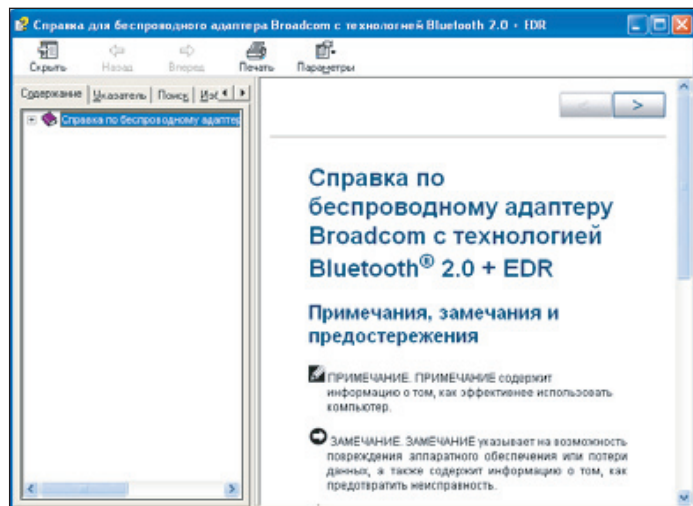 Справка для беспроводного адаптера Broadcom с технологией Bluetooth 2.0 + EDR
Скрыть Назад Вперед Печать Параметры
Содержание Указатель Поиск
Справка по беспроводному адаптер
< >
Справка по
беспроводному адаптеру
Broadcom с технологией
Bluetooth® 2.0 + EDR
Примечания, замечания и
предостережения
ПРИМЕЧАНИЕ. ПРИМЕЧАНИЕ содержит
информацию о том, как эффективнее использовать
компьютер.
ЗАМЕЧАНИЕ. ЗАМЕЧАНИЕ указывает на возможность
повреждения аппаратного обеспечения или потери
данных, а также содержит информацию о том, как
предотвратить неисправность.